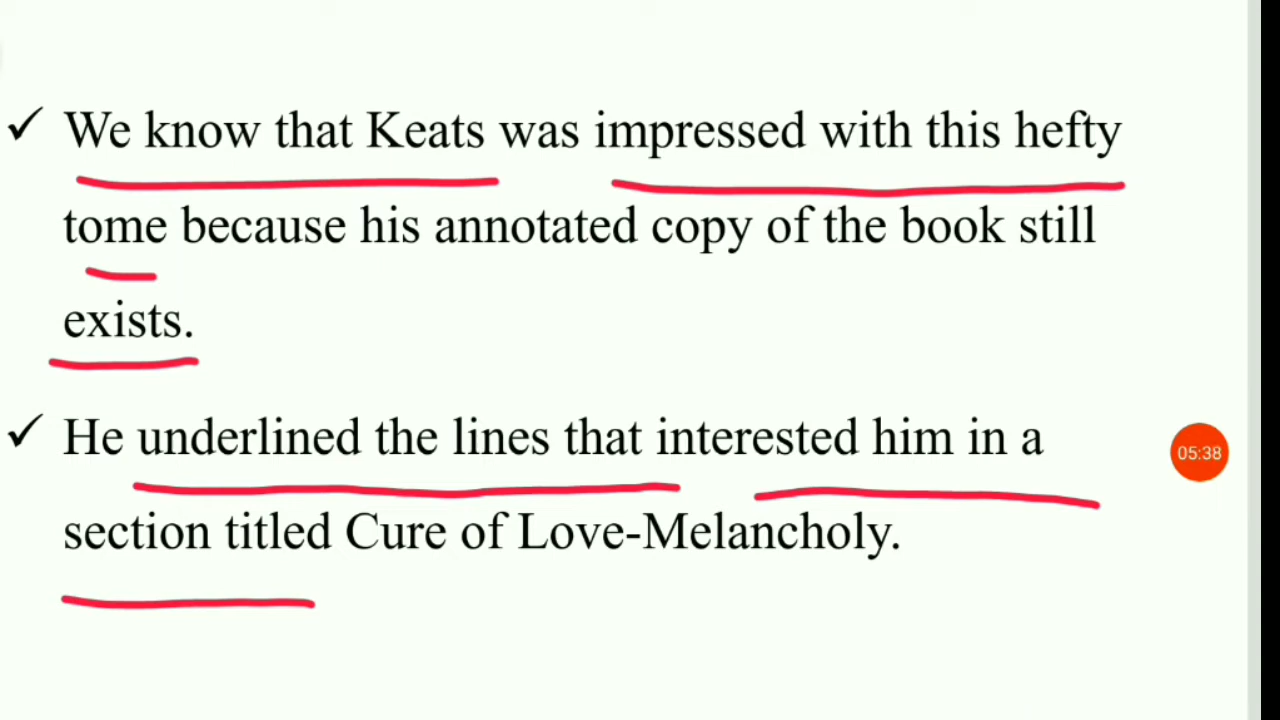 ✓ We know that Keats was impressed with this hefty
tome because his annotated copy of the book still
exists.
✓ He underlined the lines that interested him in a
section titled Cure of Love-Melancholy.
05:38